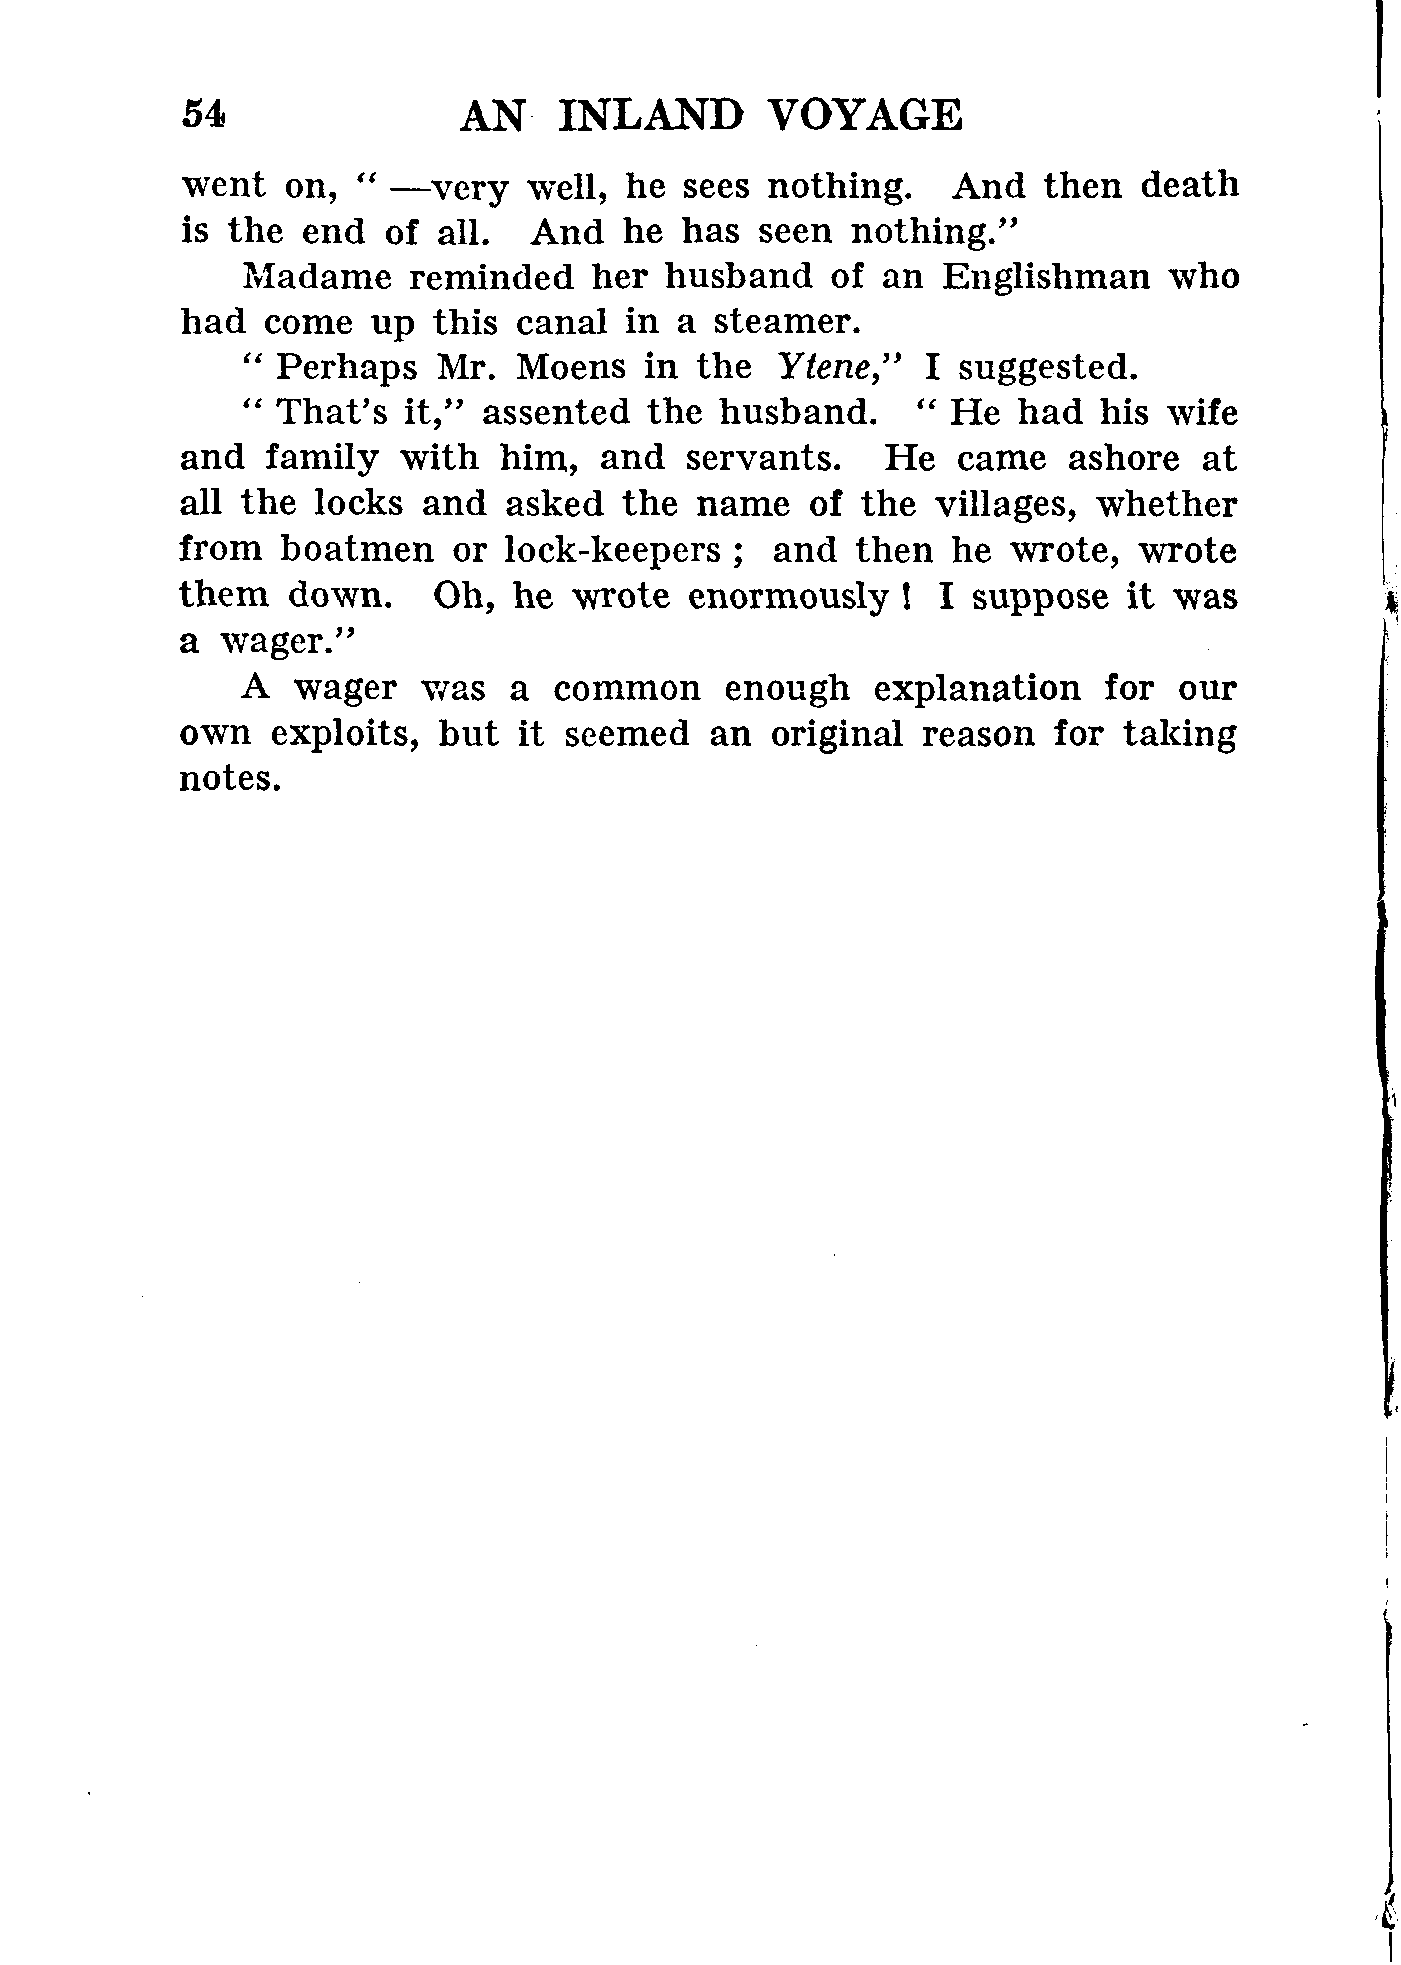 54 AN INLAND VOYAGE
went on, " —very well, he sees nothing. And then death
is the end of all. And he has seen nothing."
Madame reminded her husband of an Englishman who
had come up this canal in a steamer.
" Perhaps Mr. Moens in the Ytene," I suggested.
" That's it," assented the husband. " He had his wife
and family with him, and servants. He came ashore at
all the locks and asked the name of the villages, whether
from boatmen or lock-keepers ; and then he wrote, wrote
them down. Oh, he wrote enormously ! I suppose it was
a wager."
A wager was a common enough explanation for our
own exploits, but it seemed an original reason for taking
notes.